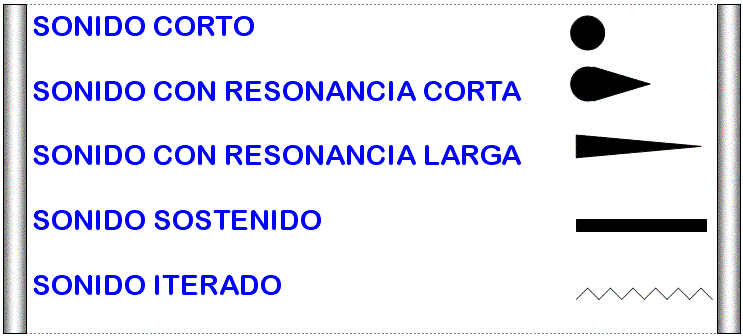 SONIDO CORTO
SONIDO CON RESONANCIA CORTA
SONIDO CON RESONANCIA LARGA
SONIDO SOSTENIDO
SONIDO ITERADO